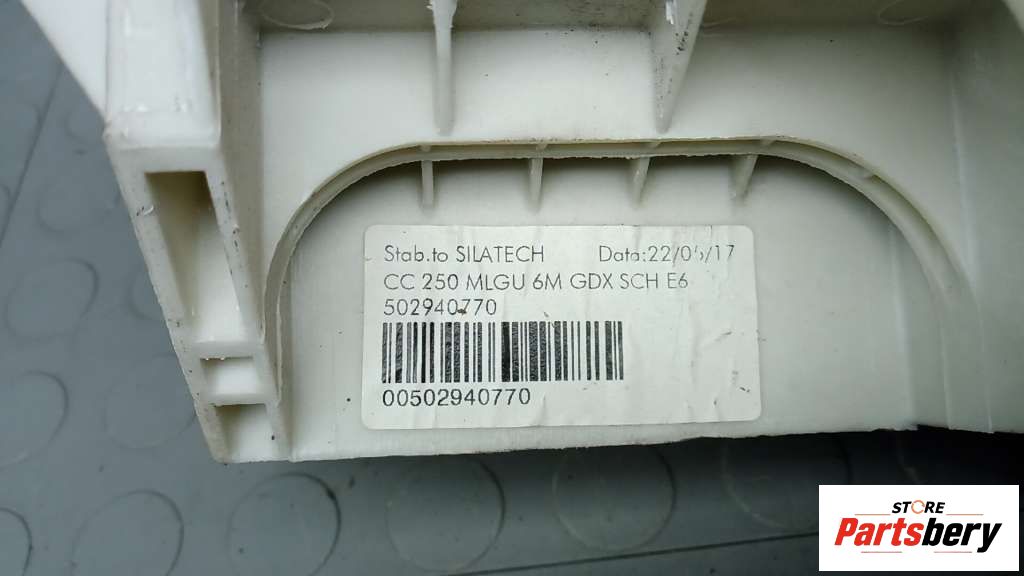 Stab.to SILATECH Data:22/05/17
CC 250 MLGU 6M GDX SCH E6
502940770
00502940770
STORE
Partsbery